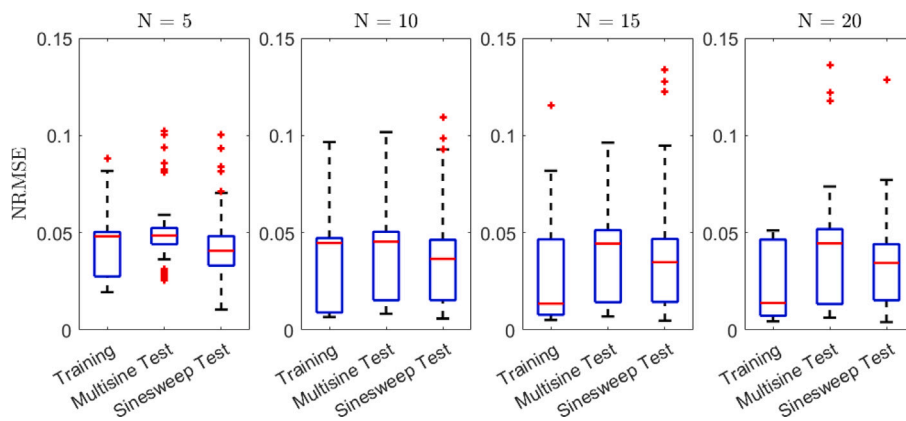 N = 5
N = 10
N = 15
N = 20
NRMSE
0.15
0.1
0.05
0
Training
Multisine Test
Sinesweep Test
0.15
0.1
0.05
0
Training
Multisine Test
Sinesweep Test
0.15
0.1
0.05
0
Training
Multisine Test
Sinesweep Test
0.15
0.1
0.05
0
Training
Multisine Test
Sinesweep Test